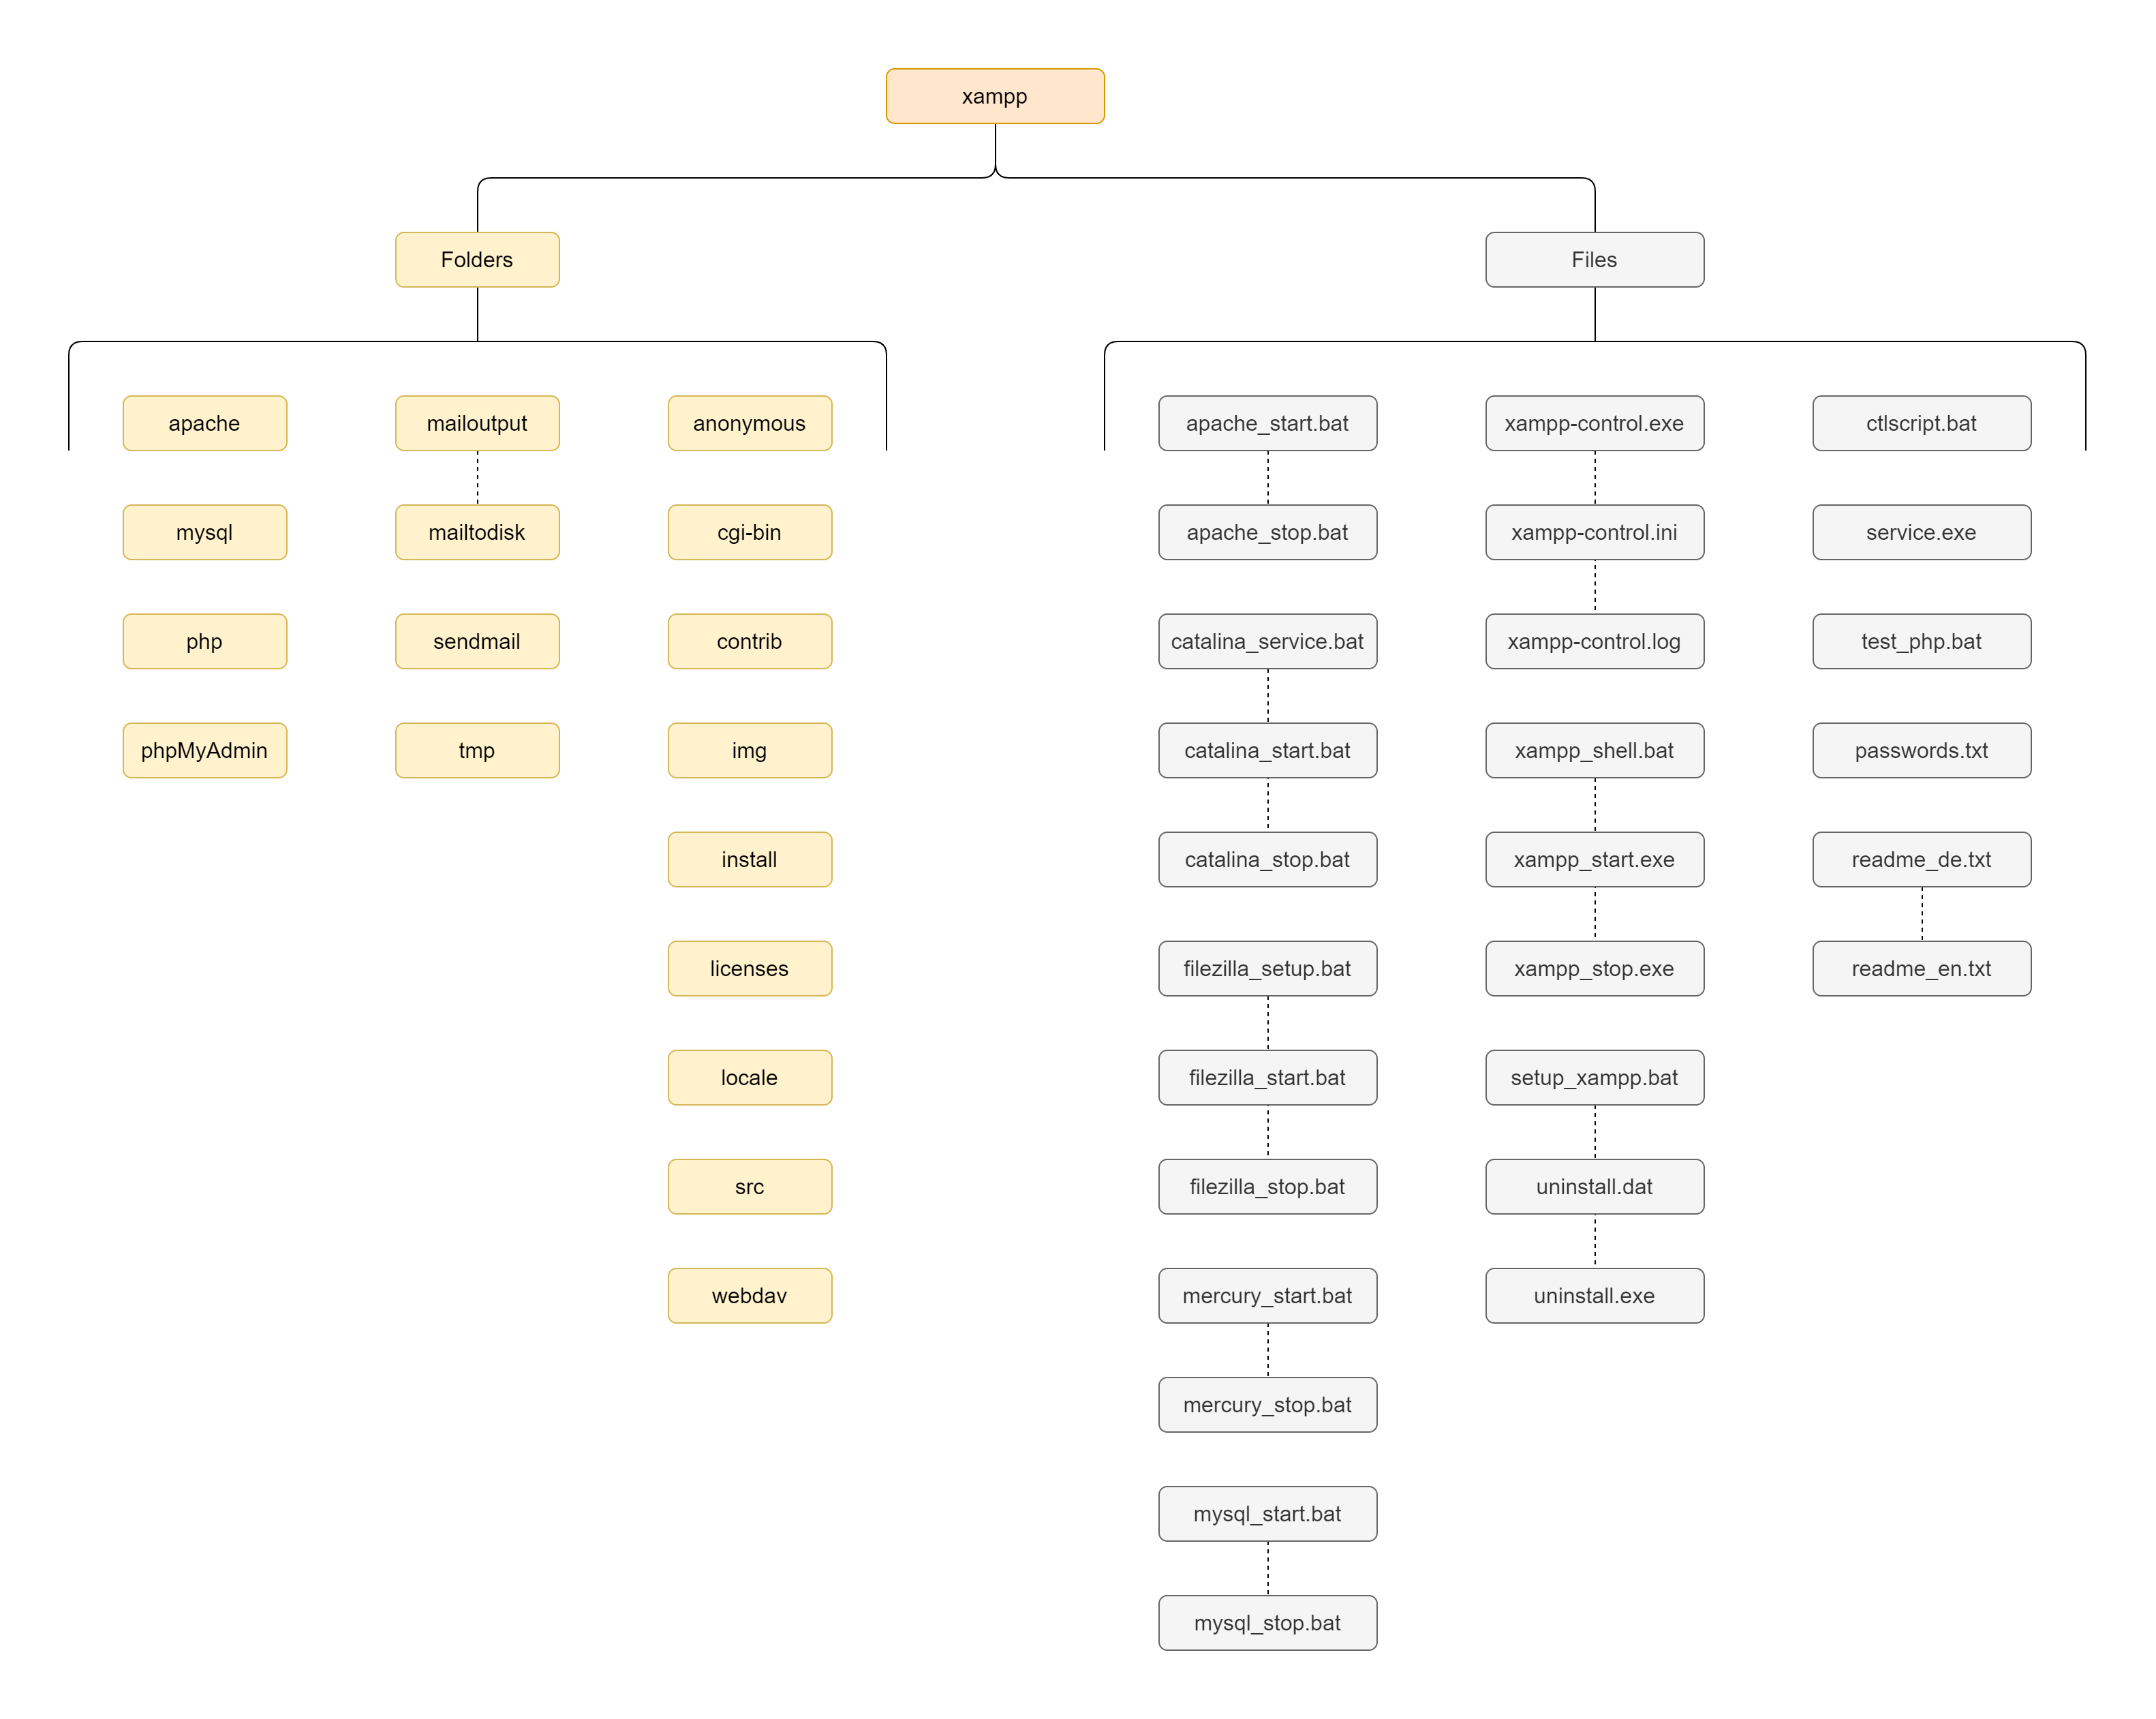 xampp
Folders
Files
apache
mysql
php
phpMyAdmin
mailoutput
mailtodisk
sendmail
tmp
anonymous
cgi-bin
contrib
img
install
licenses
locale
src
webdav
apache_start.bat
apache_stop.bat
catalina_service.bat
catalina_start.bat
catalina_stop.bat
filezilla_setup.bat
filezilla_start.bat
filezilla_stop.bat
mercury_start.bat
mercury_stop.bat
mysql_start.bat
mysql_stop.bat
xampp-control.exe
xampp-control.ini
xampp-control.log
xampp_shell.bat
xampp_start.exe
xampp_stop.exe
setup_xampp.bat
uninstall.dat
uninstall.exe
ctlscript.bat
service.exe
test_php.bat
passwords.txt
readme_de.txt
readme_en.txt